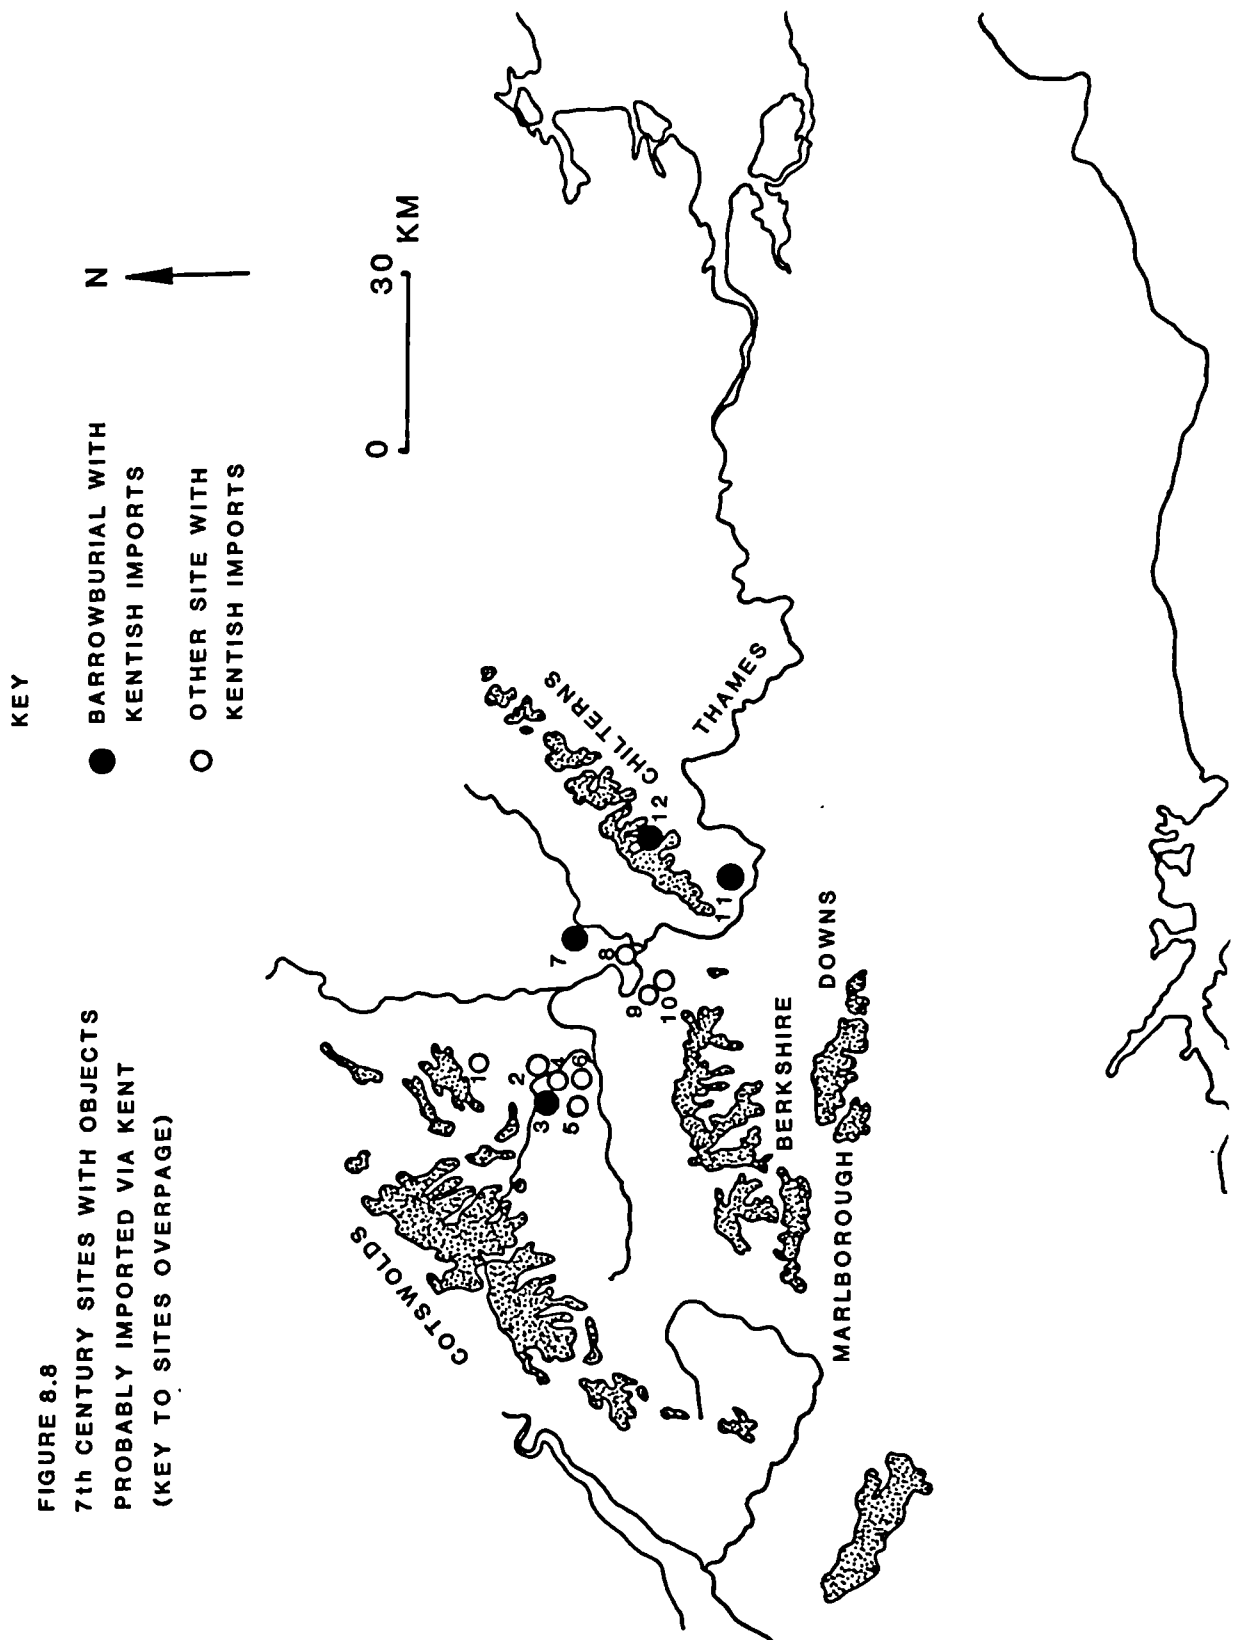 FIGURE 8.8
7th CENTURY SITES WITH OBJECTS
PROBABLY IMPORTED VIA KENT
(KEY TO SITES OVERPAGE)
KEY
BARROWBURIAL WITH
KENTISH IMPORTS
OTHER SITE WITH
KENTISH IMPORTS
N
0 30
KM
COTSWOLDS
CHILTERNS
THAMES
BERKSHIRE
DOWNS
MARLBOROUGH
1
2
3
4
5
6
7
8
9
10
11
12